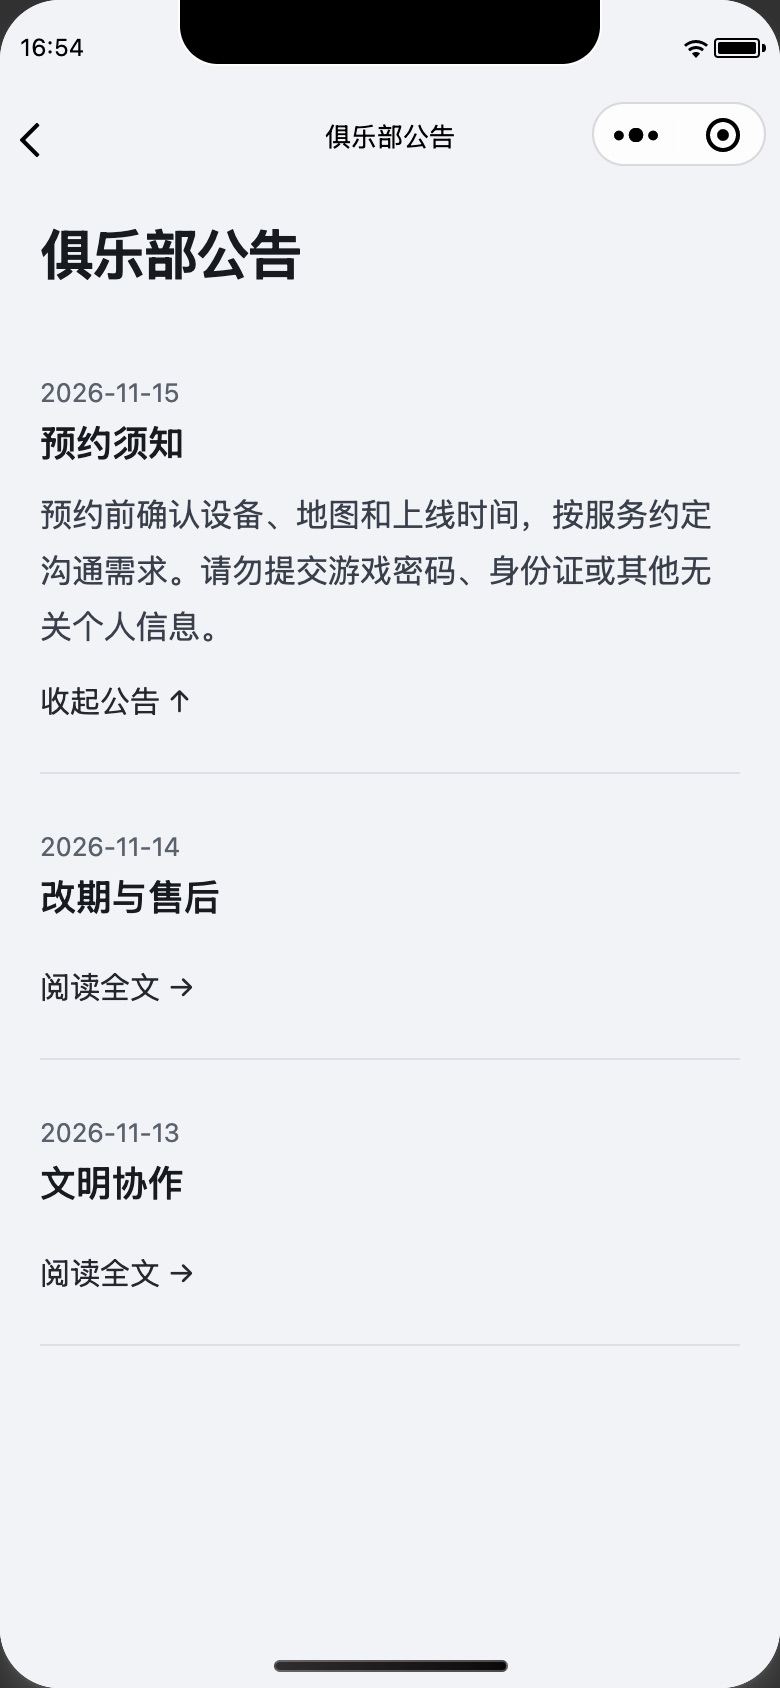 16:54
俱乐部公告
俱乐部公告
2026-11-15
预约须知
预约前确认设备、地图和上线时间，按服务约定
沟通需求。请勿提交游戏密码、身份证或其他无
关个人信息。
收起公告 ↑
2026-11-14
改期与售后
阅读全文 →
2026-11-13
文明协作
阅读全文 →